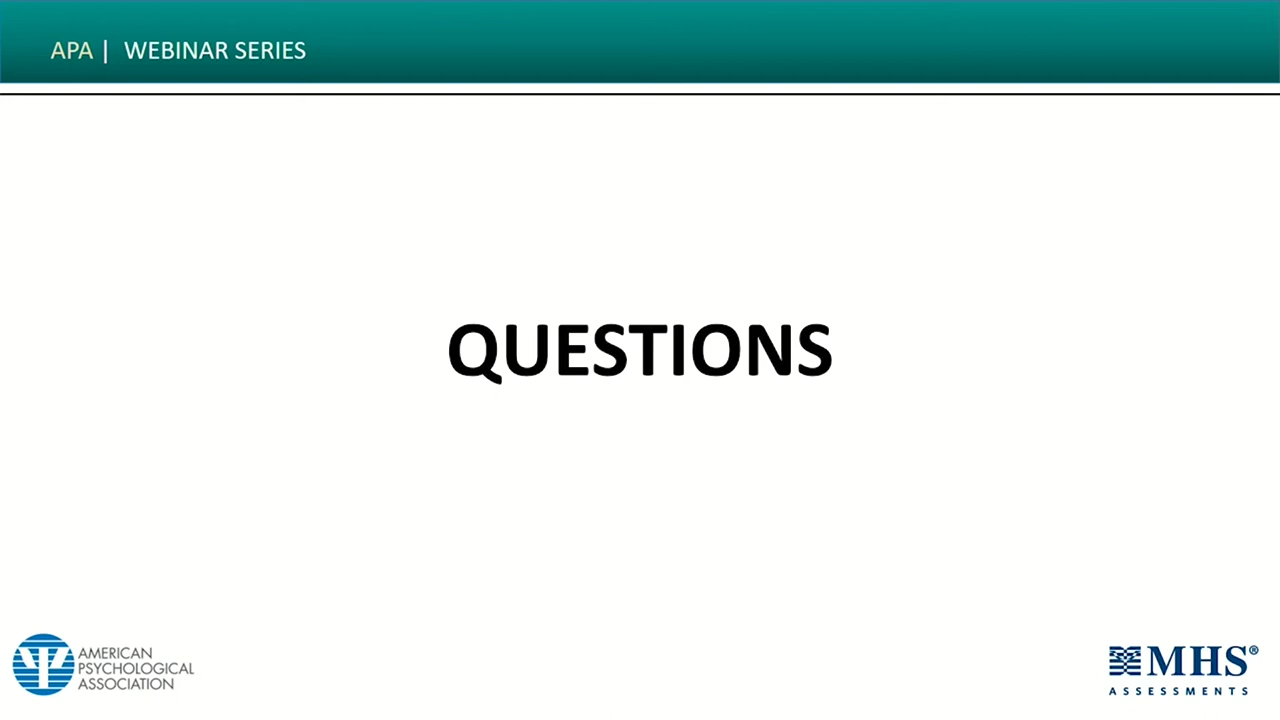 APA | WEBINAR SERIES
QUESTIONS
AMERICAN
PSYCHOLOGICAL
ASSOCIATION
MHS®
ASSESSMENTS